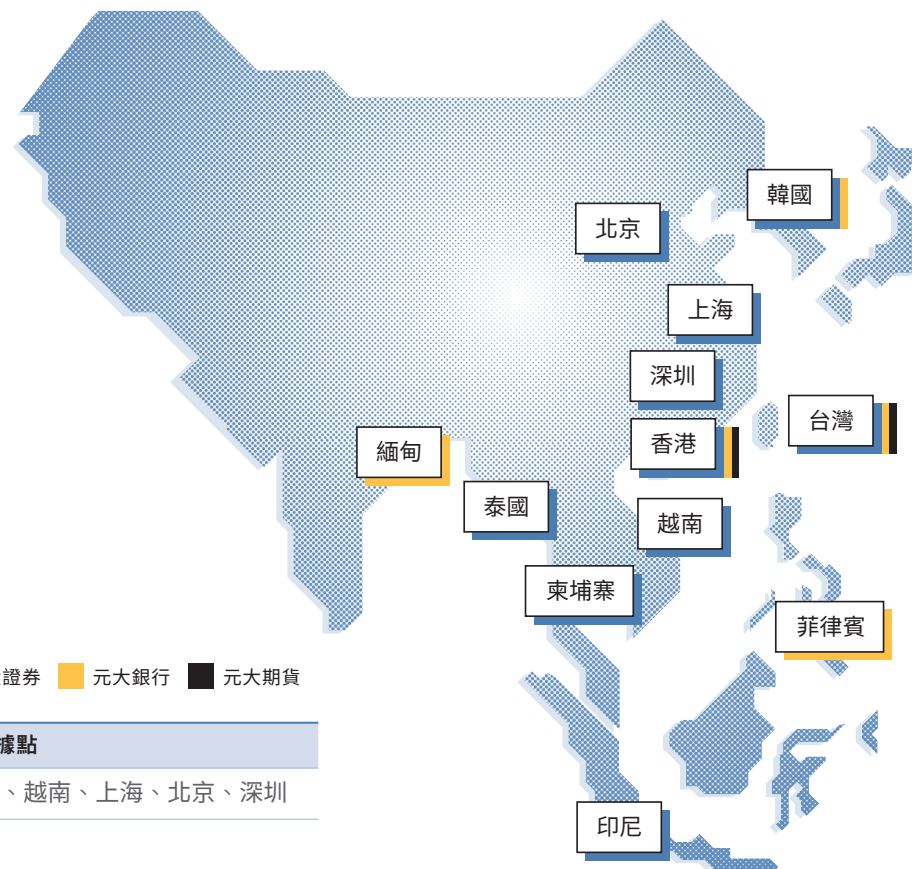 韓國
北京
上海
深圳
台灣
香港
緬甸
泰國
越南
柬埔寨
菲律賓
證券 元大銀行 元大期貨
據點
、越南、上海、北京、深圳
印尼